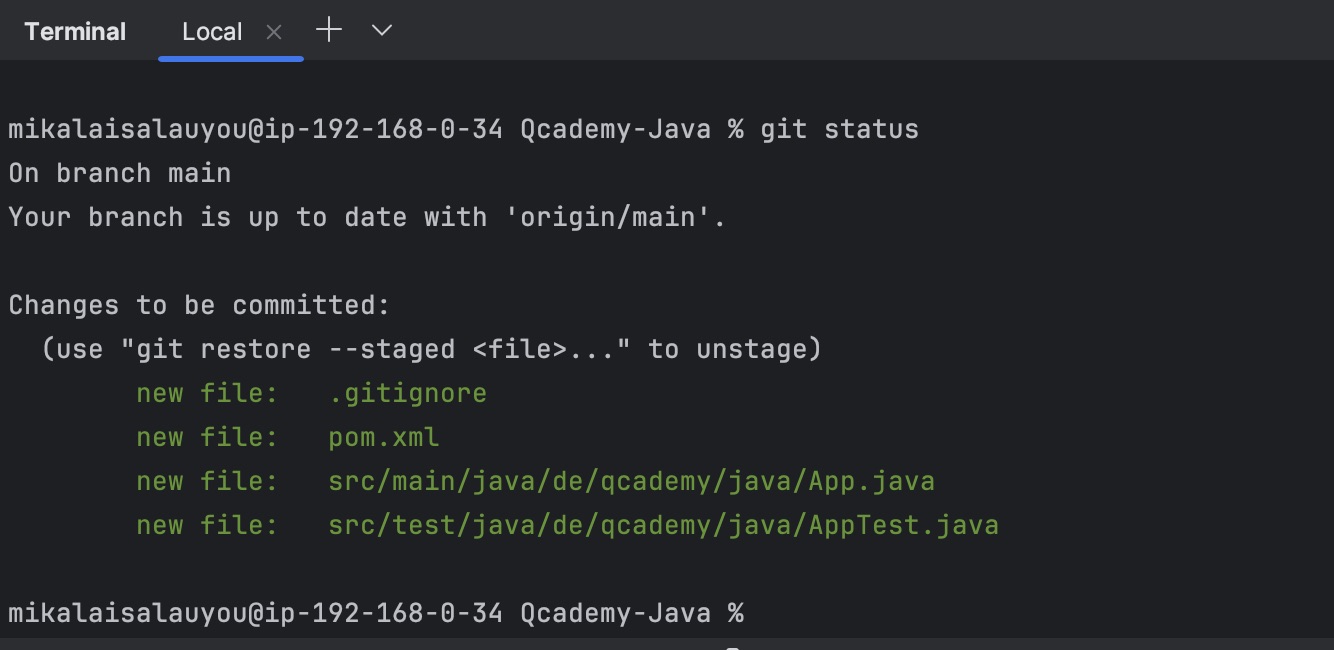 Terminal Local
mikalaisalauyou@ip-192-168-0-34 Qcademy-Java % git status
On branch main
Your branch is up to date with 'origin/main'.
Changes to be committed:
  (use "git restore --staged <file>..." to unstage)
        new file:   .gitignore
        new file:   pom.xml
        new file:   src/main/java/de/qcademy/java/App.java
        new file:   src/test/java/de/qcademy/java/AppTest.java
mikalaisalauyou@ip-192-168-0-34 Qcademy-Java %